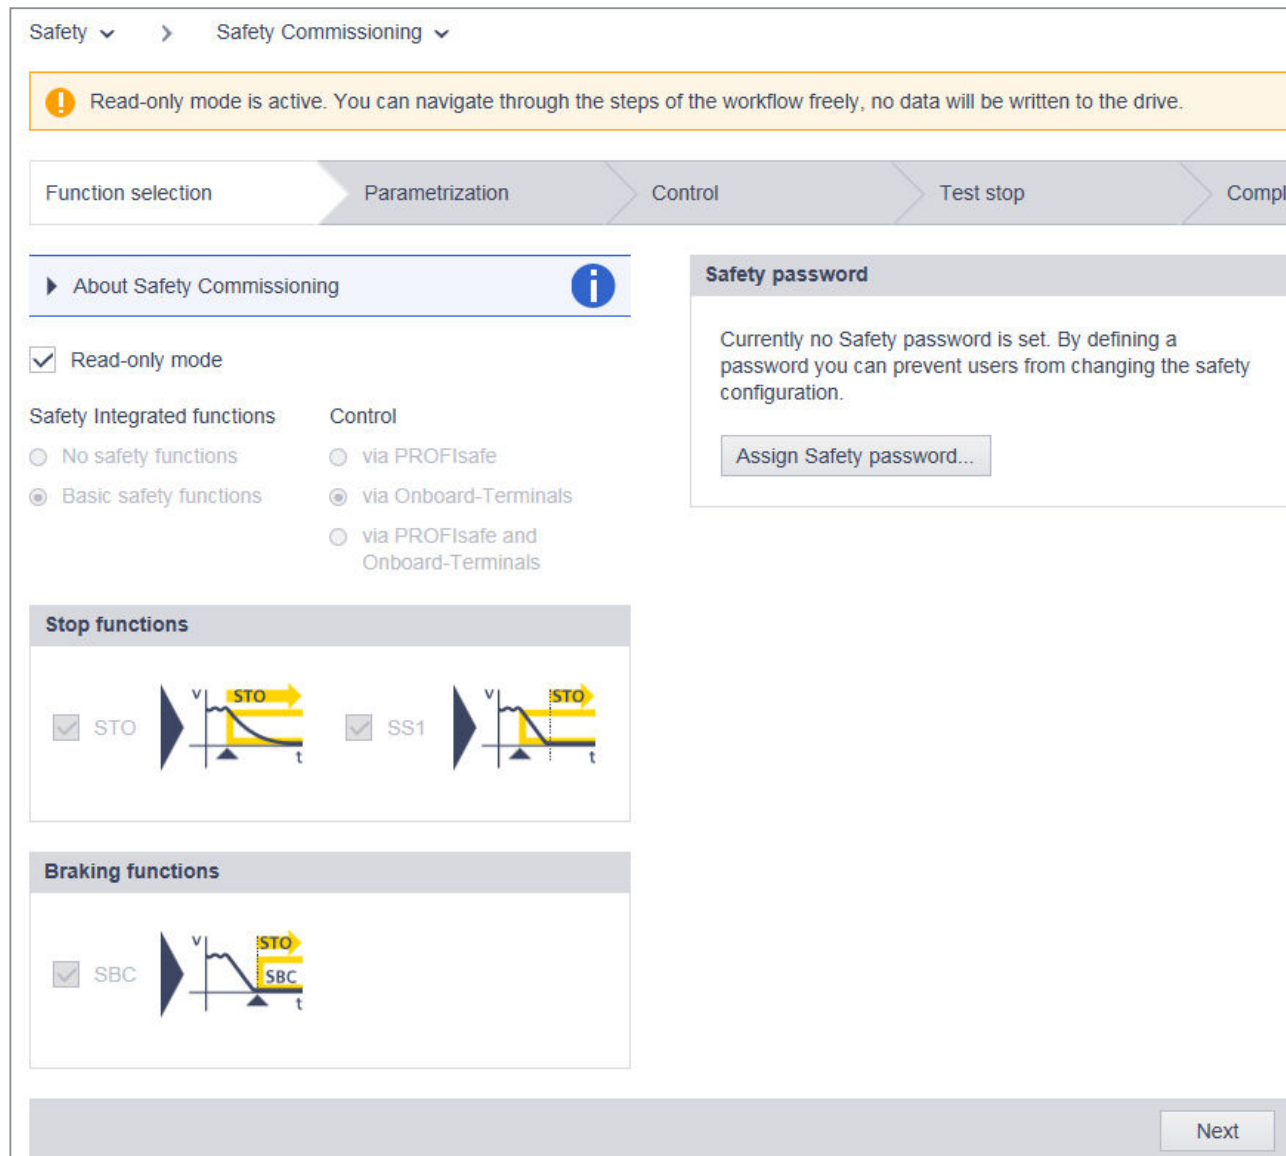 Safety > Safety Commissioning
Read-only mode is active. You can navigate through the steps of the workflow freely, no data will be written to the drive.
Function selection Parametrization Control Test stop Compl
About Safety Commissioning
Read-only mode
Safety Integrated functions
No safety functions
Basic safety functions
Control
via PROFIsafe
via Onboard-Terminals
via PROFIsafe and
Onboard-Terminals
Safety password
Currently no Safety password is set. By defining a
password you can prevent users from changing the safety
configuration.
Assign Safety password...
Stop functions
STO
v STO
t
SS1
v STO
t
Braking functions
SBC
v STO
SBC
t
Next